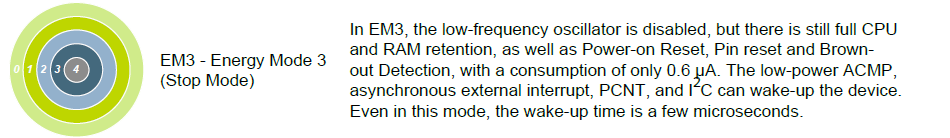 0 1 2 3 4
EM3 - Energy Mode 3
(Stop Mode)
In EM3, the low-frequency oscillator is disabled, but there is still full CPU
and RAM retention, as well as Power-on Reset, Pin reset and Brown-
out Detection, with a consumption of only 0.6 µA. The low-power ACMP,
asynchronous external interrupt, PCNT, and I²C can wake-up the device.
Even in this mode, the wake-up time is a few microseconds.